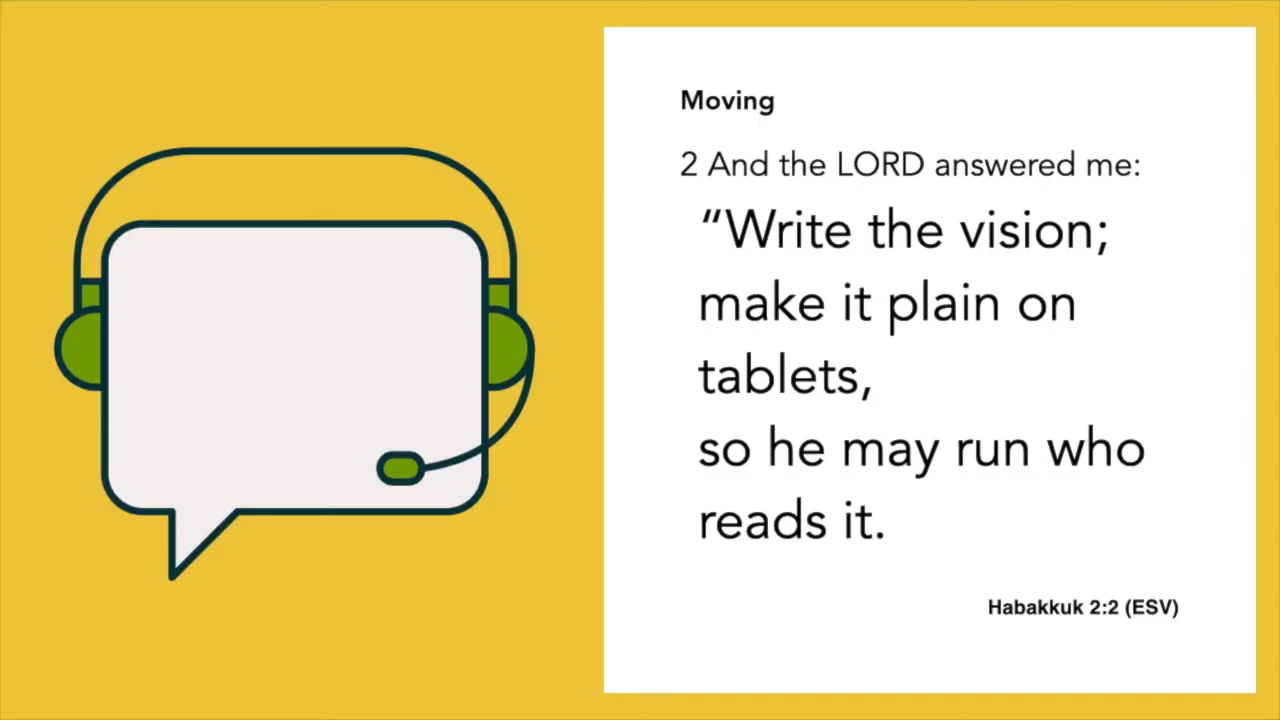 Moving
2 And the LORD answered me:
“Write the vision;
make it plain on
tablets,
so he may run who
reads it.
Habakkuk 2:2 (ESV)